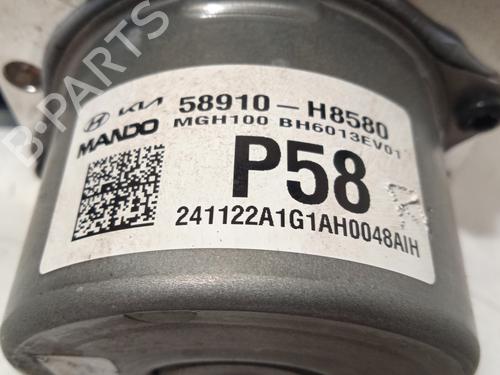 B-PARTS
KIA 58910-H8580
MANDO MGH100 BH6013EV01
P58
241122A1G1AH0048AIH